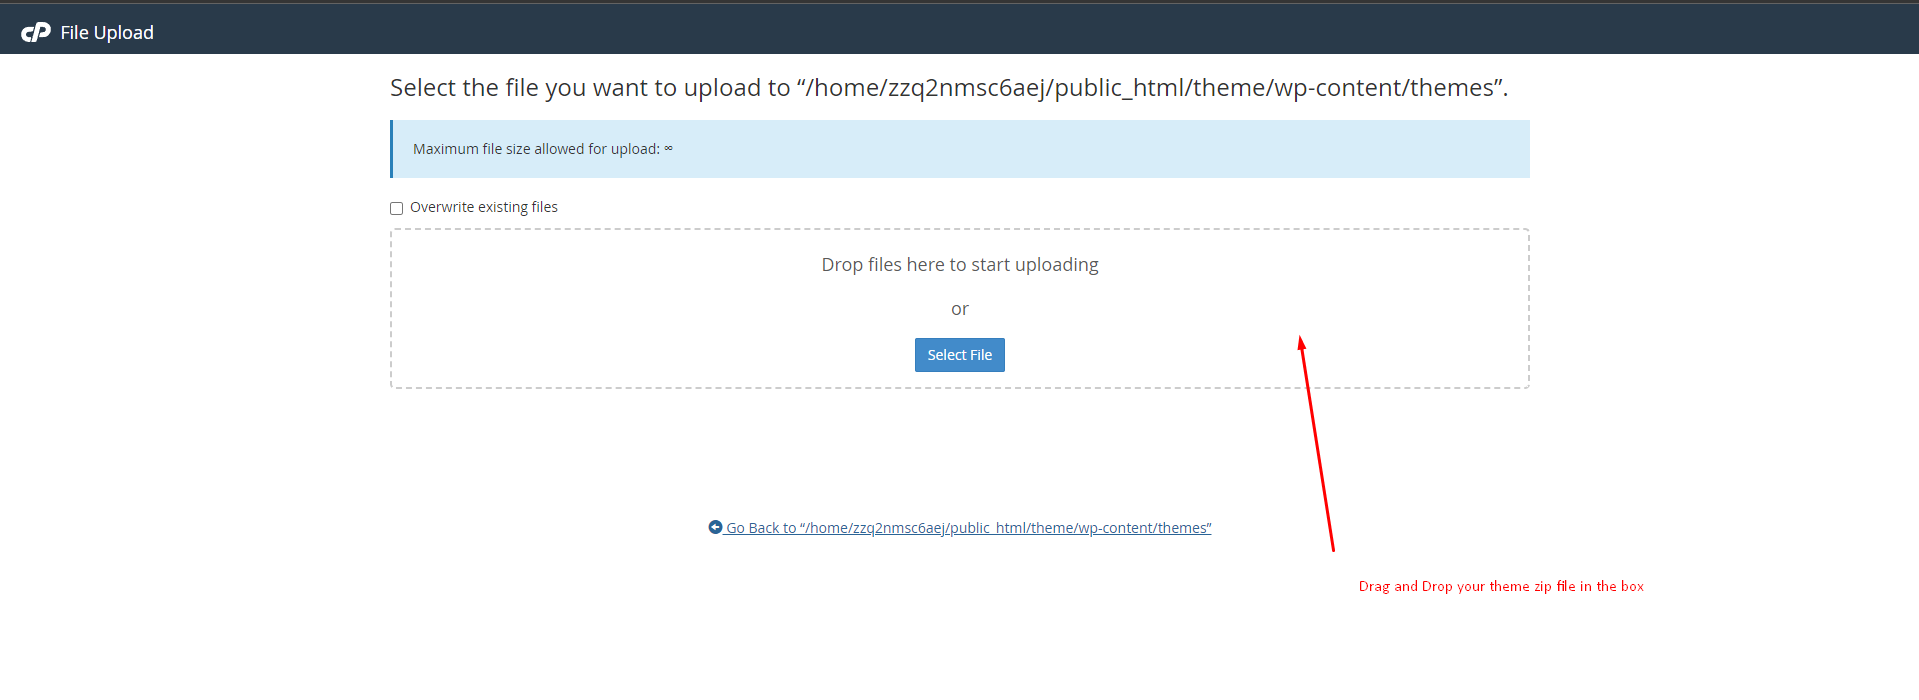 cP File Upload
Select the file you want to upload to “/home/zzq2nmsc6aej/public_html/theme/wp-content/themes”.
Maximum file size allowed for upload: ∞
Overwrite existing files
Drop files here to start uploading
or
Select File
Go Back to “/home/zzq2nmsc6aej/public_html/theme/wp-content/themes”
Drag and Drop your theme zip file in the box